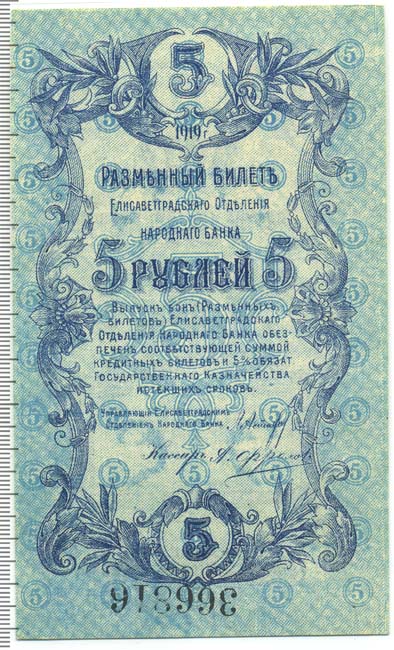 5
1919 г.
РАЗМѢННЫЙ БИЛЕТЪ
ЕЛИСАВЕТГРАДСКАГО ОТДѢЛЕНІЯ
НАРОДНАГО БАНКА
5 РУБЛЕЙ 5
ВЫПУСКЪ БОНЪ (РАЗМѢННЫХЪ
БИЛЕТОВЪ) ЕЛИСАВЕТГРАДСКАГО
ОТДѢЛЕНІЯ НАРОДНАГО БАНКА ОБЕЗ-
ПЕЧЕНЪ СООТВѢТСТВУЮЩЕЙ СУММОЙ
КРЕДИТНЫХЪ БИЛЕТОВЪ И 5% ОБЯЗАТ.
ГОСУДАРСТВЕННАГО КАЗНАЧЕЙСТВА
ИСТЕКШИХЪ СРОКОВЪ.
УПРАВЛЯЮЩІЙ ЕЛИСАВЕТГРАДСКИМЪ
ОТДѢЛЕНІЕМЪ НАРОДНАГО БАНКА
Кассиръ
5